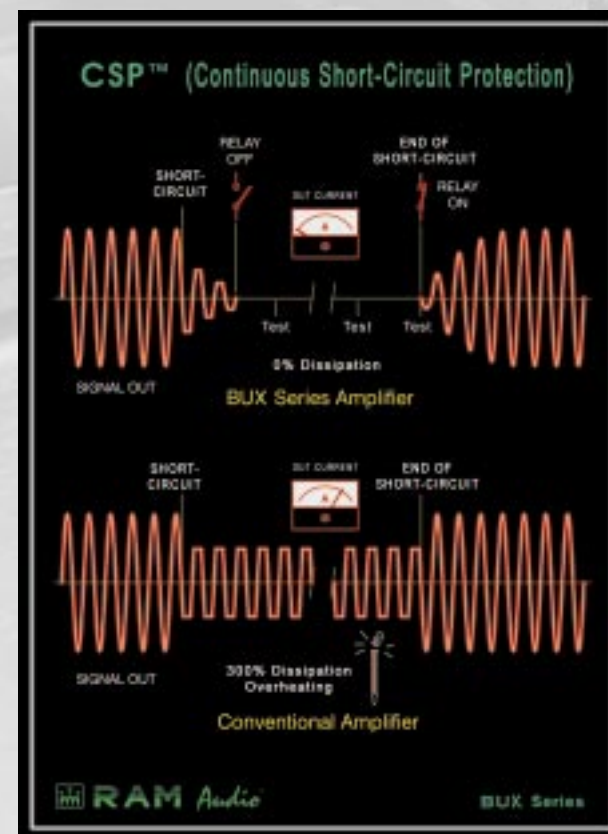 CSP™ (Continuous Short-Circuit Protection)
RELAY
OFF
END OF
SHORT-CIRCUIT
SHORT-
CIRCUIT
OUT CURRENT
RELAY
ON
Test
Test
Test
0% Dissipation
SIGNAL OUT
BUX Series Amplifier
SHORT-
CIRCUIT
OUT CURRENT
END OF
SHORT-CIRCUIT
SIGNAL OUT
300% Dissipation
Overheating
Conventional Amplifier
RAM Audio
BUX Series